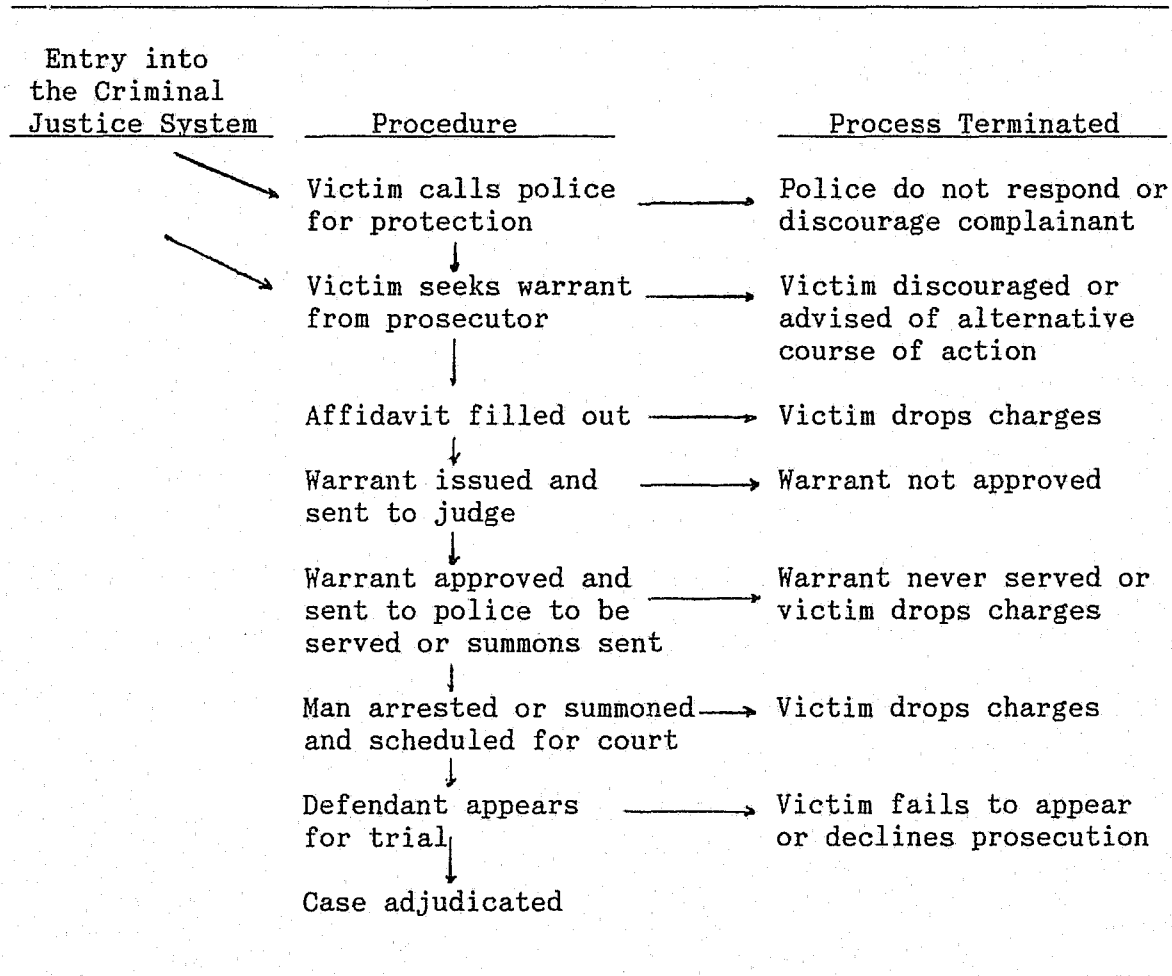 Entry into
the Criminal
Justice System
Procedure
Process Terminated
Victim calls police
for protection
Police do not respond or
discourage complainant
Victim seeks warrant
from prosecutor
Victim discouraged or
advised of alternative
course of action
Affidavit filled out
Victim drops charges
Warrant issued and
sent to judge
Warrant not approved
Warrant approved and
sent to police to be
served or summons sent
Warrant never served or
victim drops charges
Man arrested or summoned
and scheduled for court
Victim drops charges
Defendant appears
for trial
Victim fails to appear
or declines prosecution
Case adjudicated